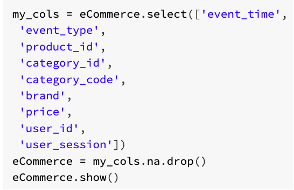 my_cols = eCommerce.select(['event_time',
'event_type',
'product_id',
'category_id',
'category_code',
'brand',
'price',
'user_id',
'user_session'])
eCommerce = my_cols.na.drop()
eCommerce.show()